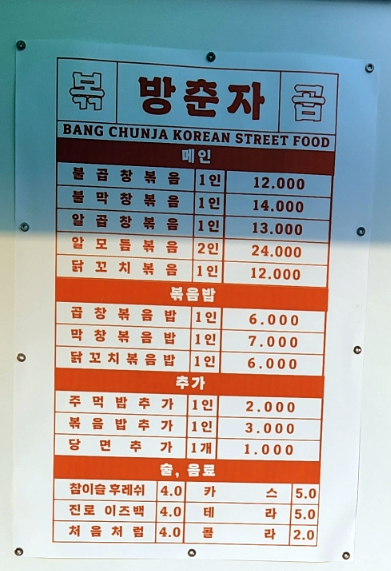 볶 방춘자 곱
BANG CHUNJA KOREAN STREET FOOD
메인
불곱창볶음 1인 12.000
불막창볶음 1인 14.000
알곱창볶음 1인 13.000
알모듬볶음 2인 24.000
닭꼬치볶음 1인 12.000
볶음밥
곱창볶음밥 1인 6.000
막창볶음밥 1인 7.000
닭꼬치볶음밥 1인 6.000
추가
주먹밥추가 1인 2.000
볶음밥추가 1인 3.000
당면추가 1개 1.000
술, 음료
참이슬후레쉬 4.0 카스 5.0
진로이즈백 4.0 테라 5.0
처음처럼 4.0 콜라 2.0